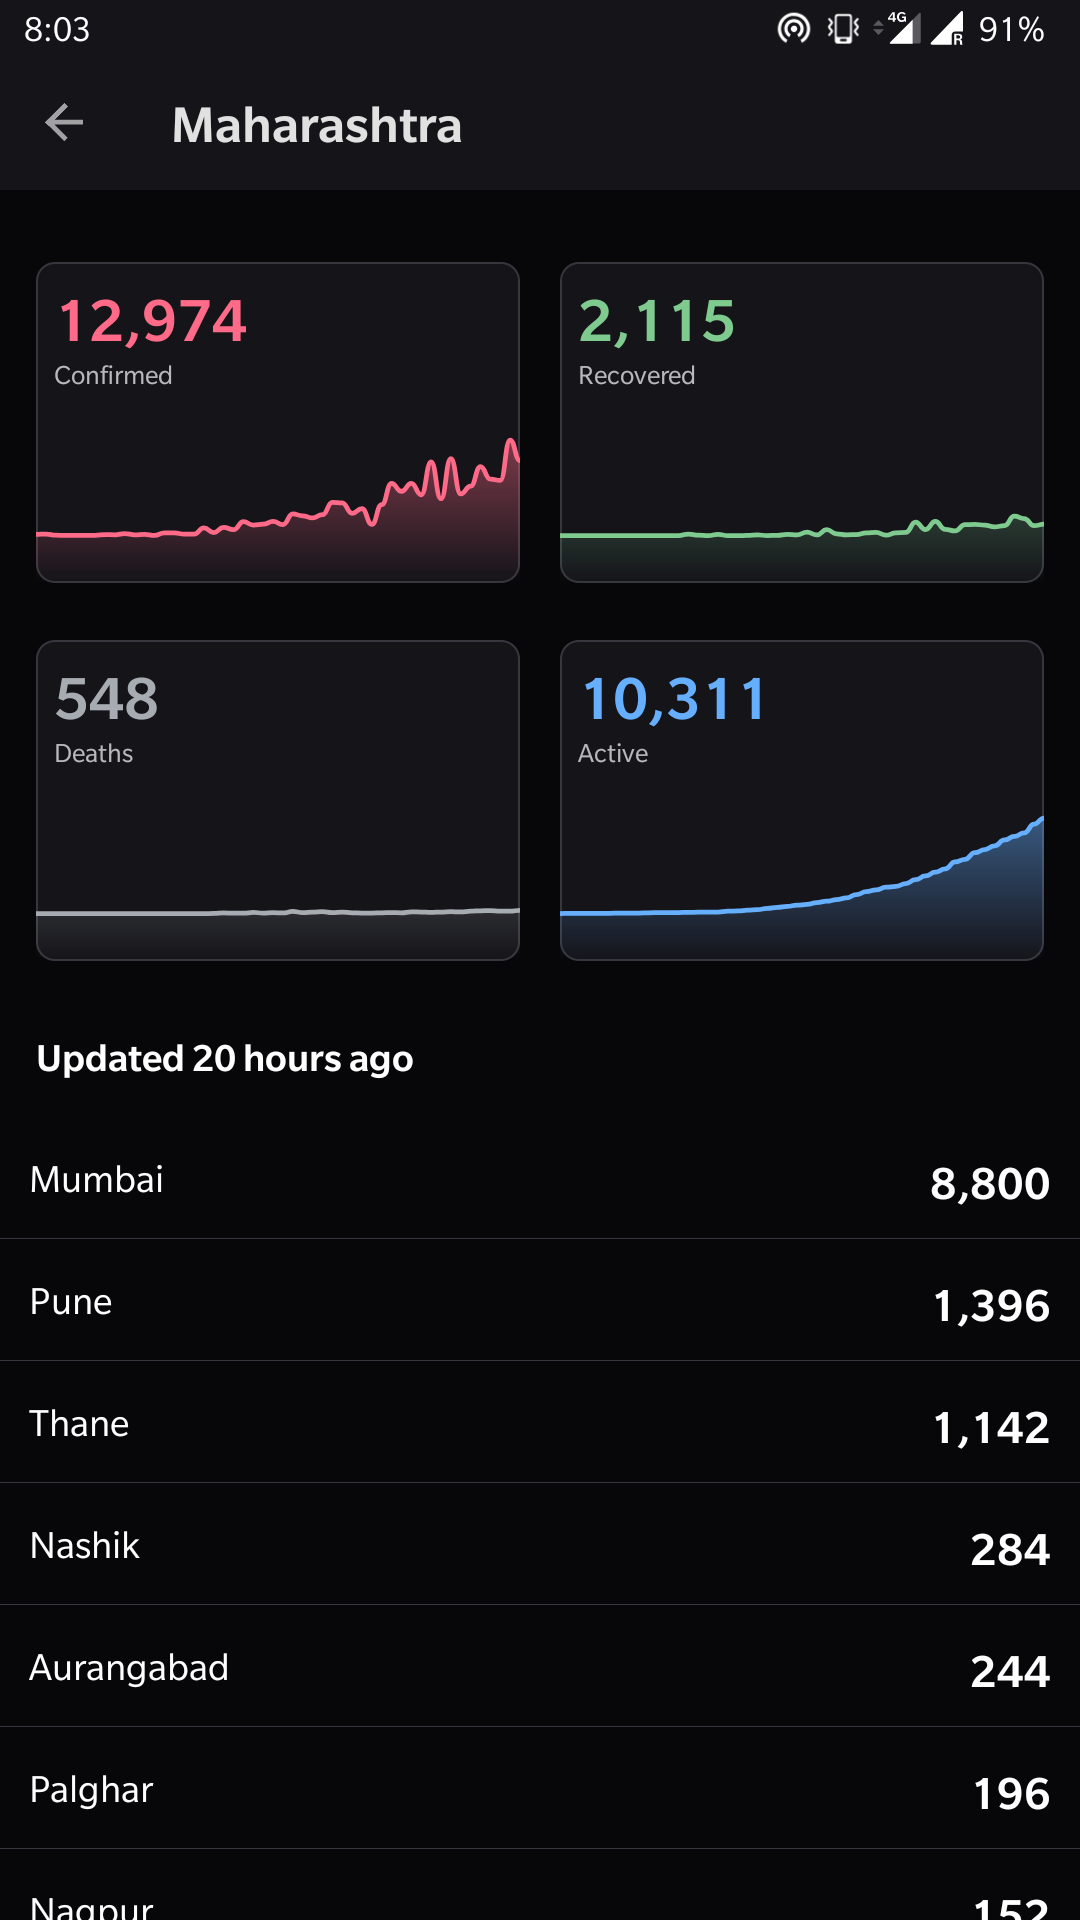 8:03 4G R 91%
Maharashtra
12,974 2,115
Confirmed Recovered
548 10,311
Deaths Active
Updated 20 hours ago
Mumbai 8,800
Pune 1,396
Thane 1,142
Nashik 284
Aurangabad 244
Palghar 196
Nagpur 152